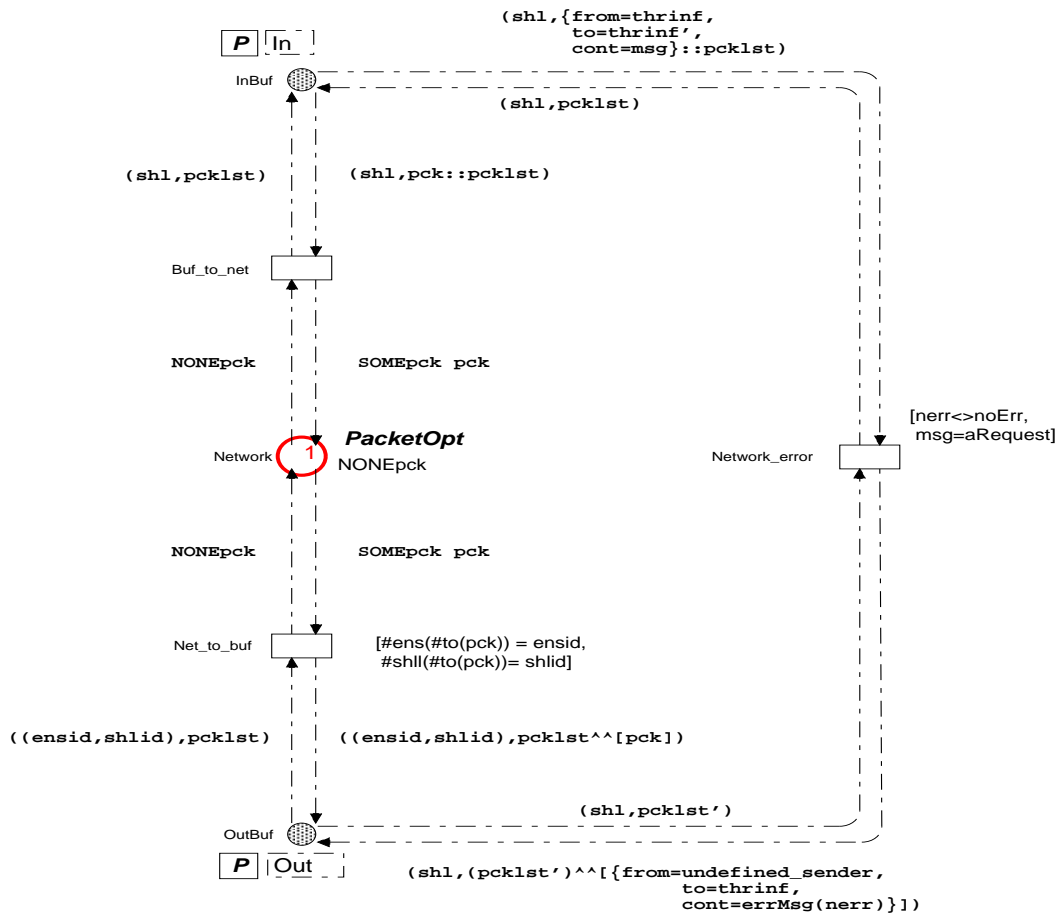 (shl,{from=thrinf,
to=thrinf’,
cont=msg}::pcklst)
P In
InBuf
(shl,pcklst)
(shl,pcklst) (shl,pck::pcklst)
Buf_to_net
NONEpck SOMEpck pck
[nerr<>noErr,
msg=aRequest]
PacketOpt
Network 1 NONEpck
Network_error
NONEpck SOMEpck pck
Net_to_buf [#ens(#to(pck)) = ensid,
#shll(#to(pck))= shlid]
((ensid,shlid),pcklst) ((ensid,shlid),pcklst^^[pck])
(shl,pcklst’)
OutBuf
P Out
(shl,(pcklst’)^^[{from=undefined_sender,
to=thrinf,
cont=errMsg(nerr)}])